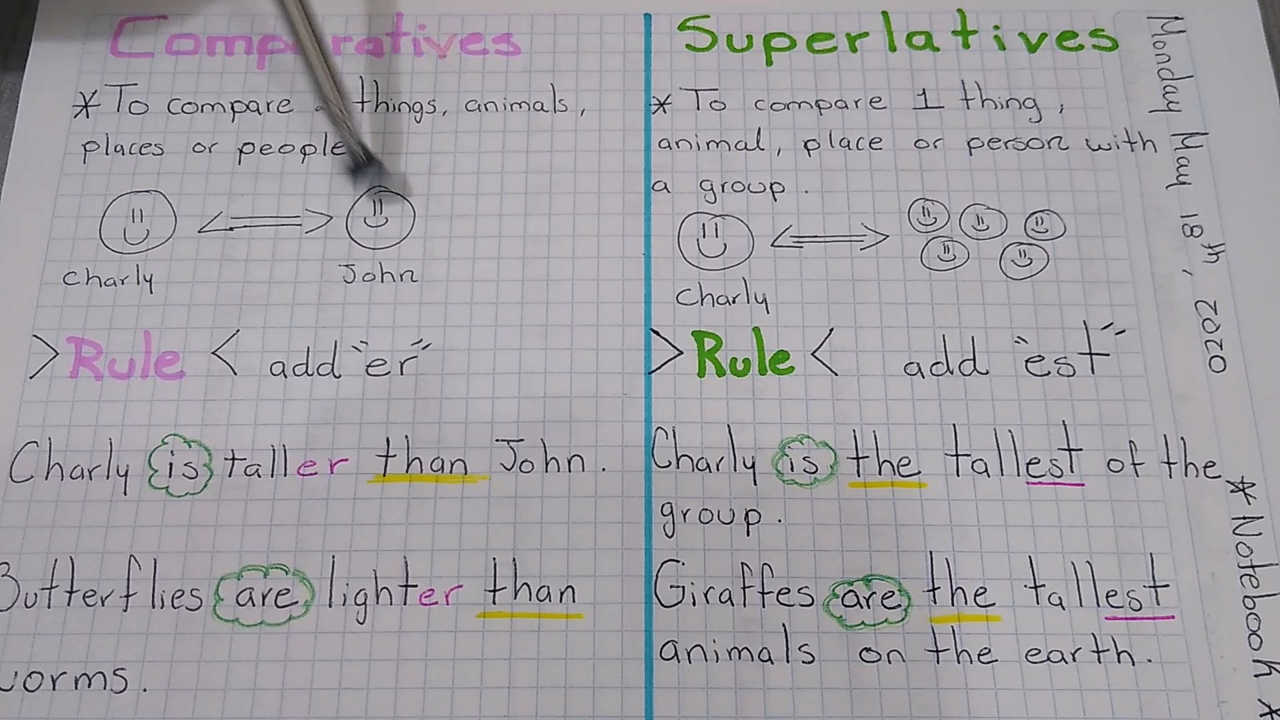 Comparatives
* To compare things, animals,
places or people
Charly
John
>Rule< add "er"
Charly is taller than John.
Butterflies are lighter than
worms.
Superlatives
* To compare 1 thing,
animal, place or person with
a group.
Charly
>Rule< add "est"
Charly is the tallest of the
group.
Giraffes are the tallest
animals on the earth.
Monday May 18th, 2020
*Notebook*